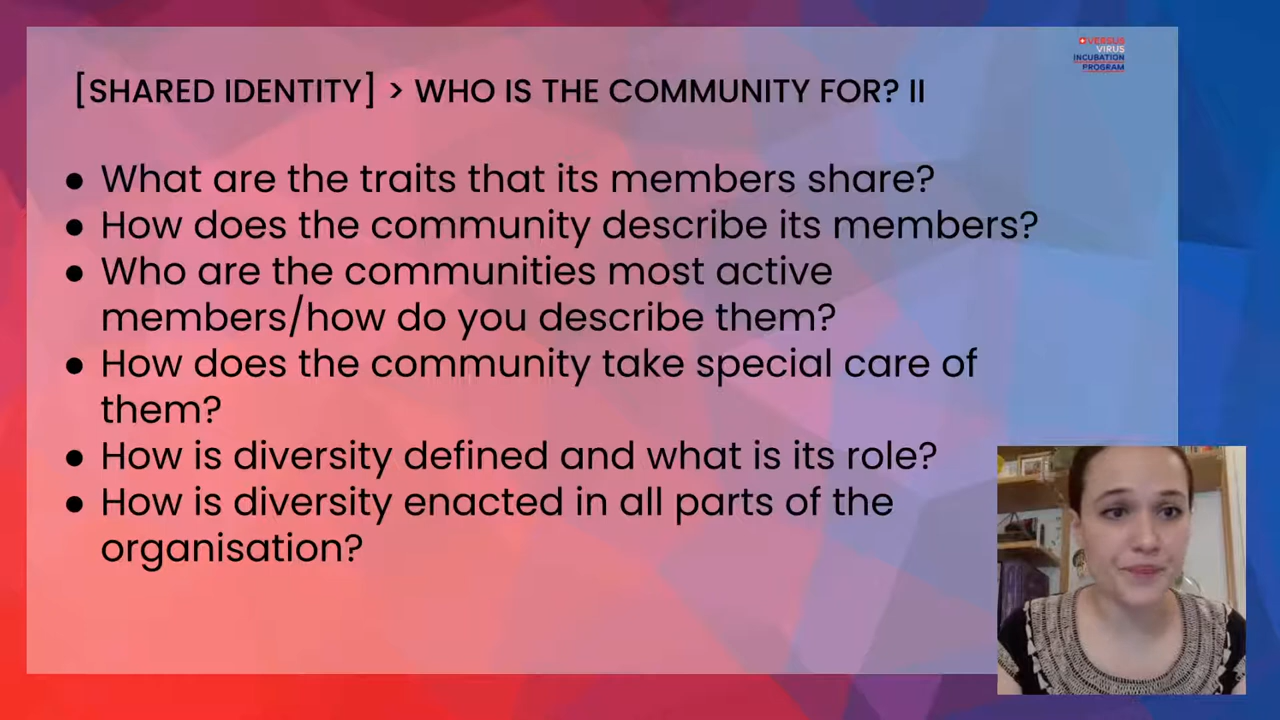 VERSUS
VIRUS
INCUBATION
PROGRAM
[SHARED IDENTITY] > WHO IS THE COMMUNITY FOR? II
● What are the traits that its members share?
● How does the community describe its members?
● Who are the communities most active
members/how do you describe them?
● How does the community take special care of
them?
● How is diversity defined and what is its role?
● How is diversity enacted in all parts of the
organisation?